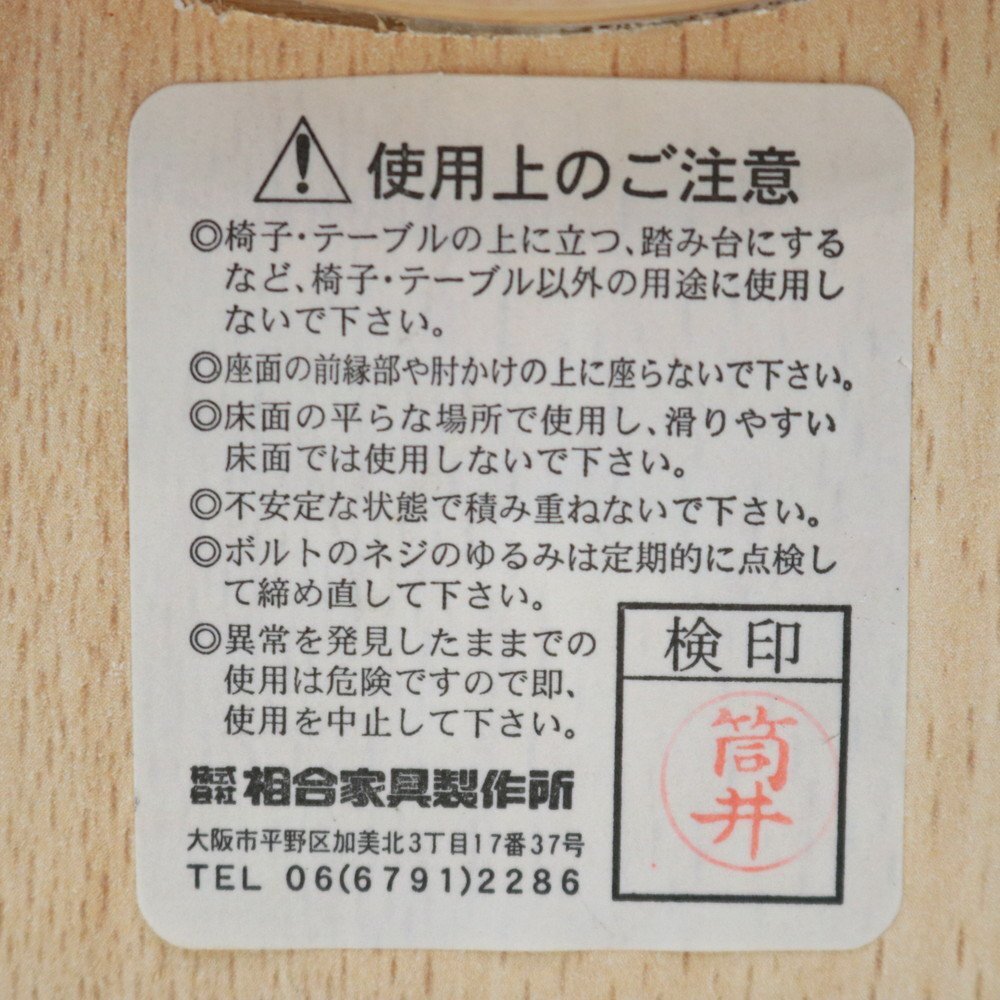 使用上のご注意
◎椅子・テーブルの上に立つ、踏み台にする
など、椅子・テーブル以外の用途に使用し
ないで下さい。
◎座面の前縁部や肘かけの上に座らないで下さい。
◎床面の平らな場所で使用し、滑りやすい
床面では使用しないで下さい。
◎不安定な状態で積み重ねないで下さい。
◎ボルトのネジのゆるみは定期的に点検し
て締め直して下さい。
◎異常を発見したままでの
使用は危険ですので即、
使用を中止して下さい。
株式会社 相合家具製作所
大阪市平野区加美北3丁目17番37号
TEL 06(6791)2286
検印
筒井